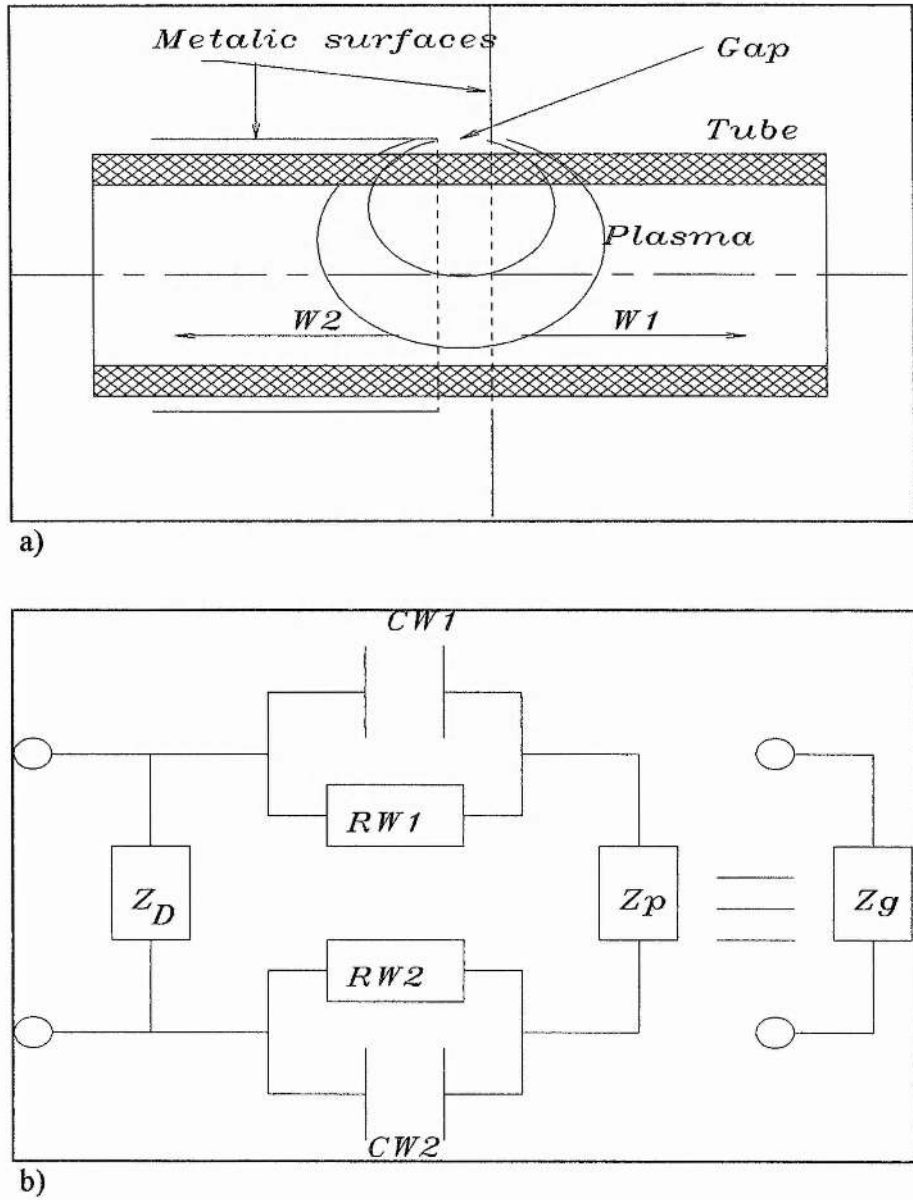 Metalic surfaces
Gap
Tube
Plasma
W2
W1
a)
CW1
RW1
Z_D
Zp
Zg
RW2
CW2
b)